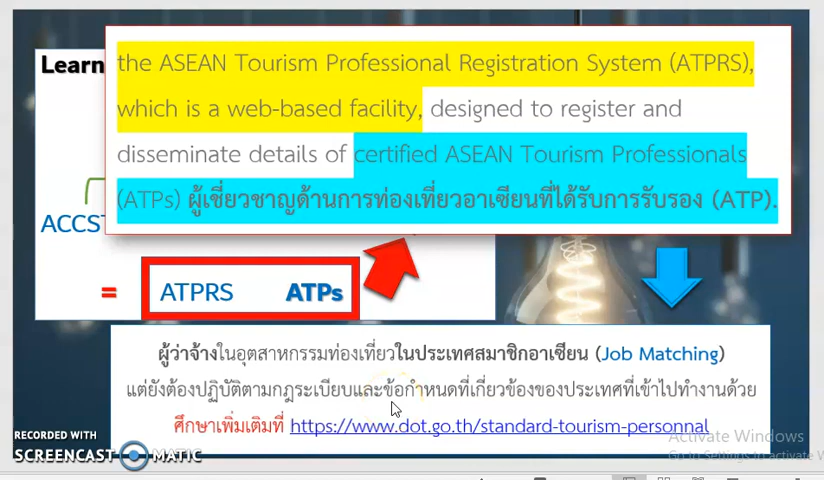 Learn
the ASEAN Tourism Professional Registration System (ATPRS),
which is a web-based facility, designed to register and
disseminate details of certified ASEAN Tourism Professionals
(ATPs) ผู้เชี่ยวชาญด้านการท่องเที่ยวอาเซียนที่ได้รับการรับรอง (ATP).
ACCST
= ATPRS ATPs
ผู้ว่าจ้างในอุตสาหกรรมท่องเที่ยวในประเทศสมาชิกอาเซียน (Job Matching)
แต่ยังต้องปฏิบัติตามกฎระเบียบและข้อกำหนดที่เกี่ยวข้องของประเทศที่เข้าไปทำงานด้วย
ศึกษาเพิ่มเติมที่ https://www.dot.go.th/standard-tourism-personnal
RECORDED WITH
SCREENCAST MATIC
Activate Windows
Go to Settings to activate W